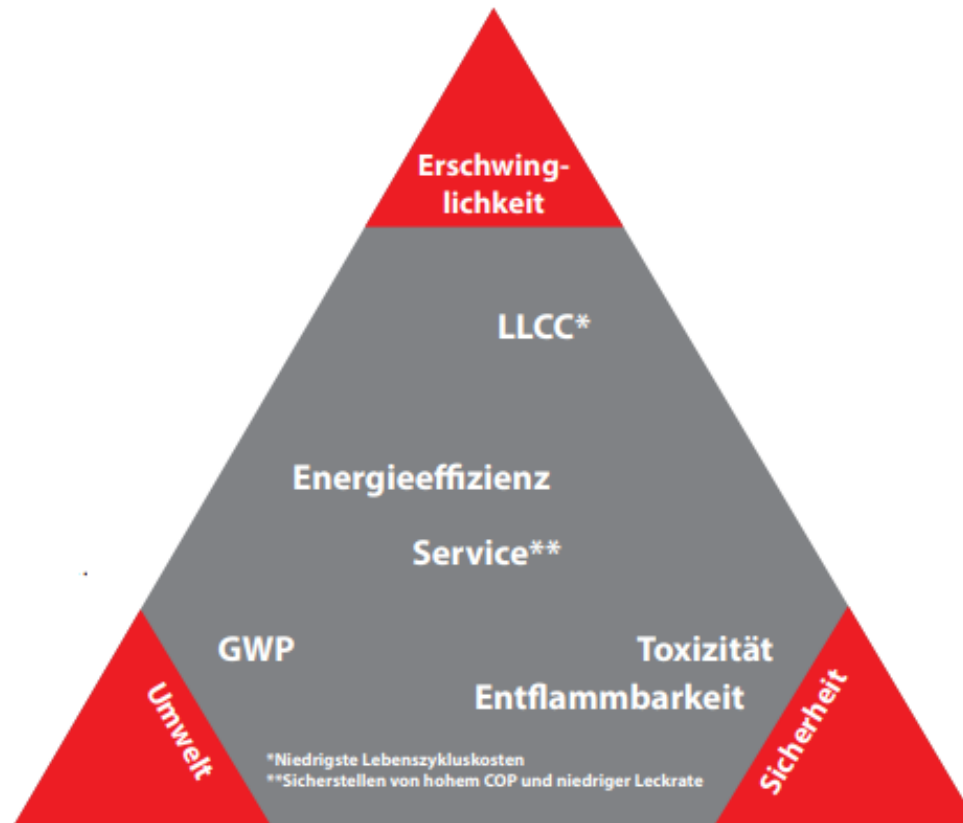 Erschwing-
lichkeit
LLCC*
Energieeffizienz
Service**
GWP
Toxizität
Entflammbarkeit
Umwelt
Sicherheit
*Niedrigste Lebenszykluskosten
**Sicherstellen von hohem COP und niedriger Leckrate